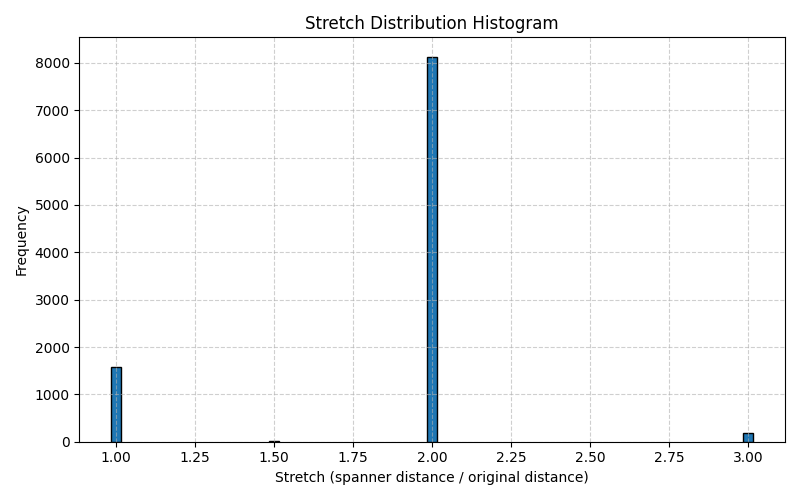 Stretch Distribution Histogram
Frequency
8000
7000
6000
5000
4000
3000
2000
1000
0
1.00 1.25 1.50 1.75 2.00 2.25 2.50 2.75 3.00
Stretch (spanner distance / original distance)